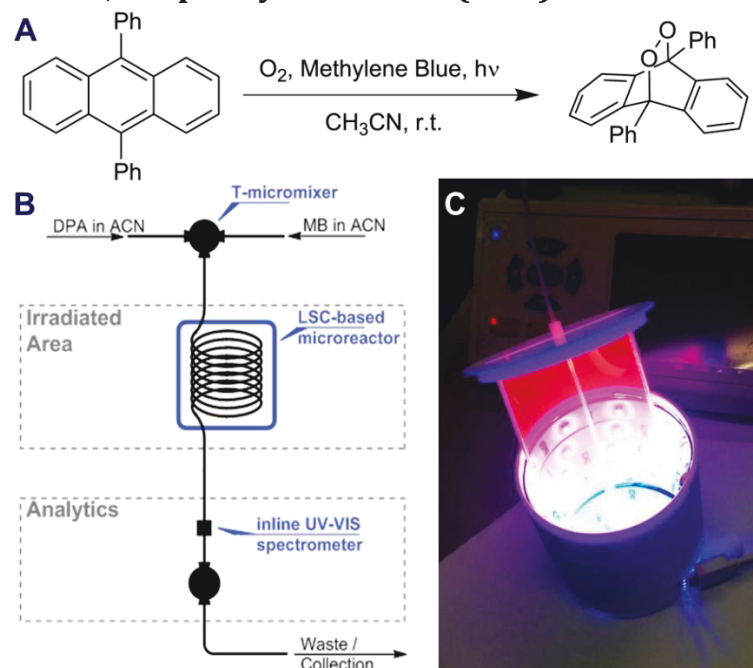 A
Ph
Ph
O₂, Methylene Blue, hν
CH₃CN, r.t.
O
O
Ph
Ph
B
T-micromixer
DPA in ACN
MB in ACN
Irradiated
Area
LSC-based
microreactor
Analytics
inline UV-VIS
spectrometer
Waste /
Collection
C